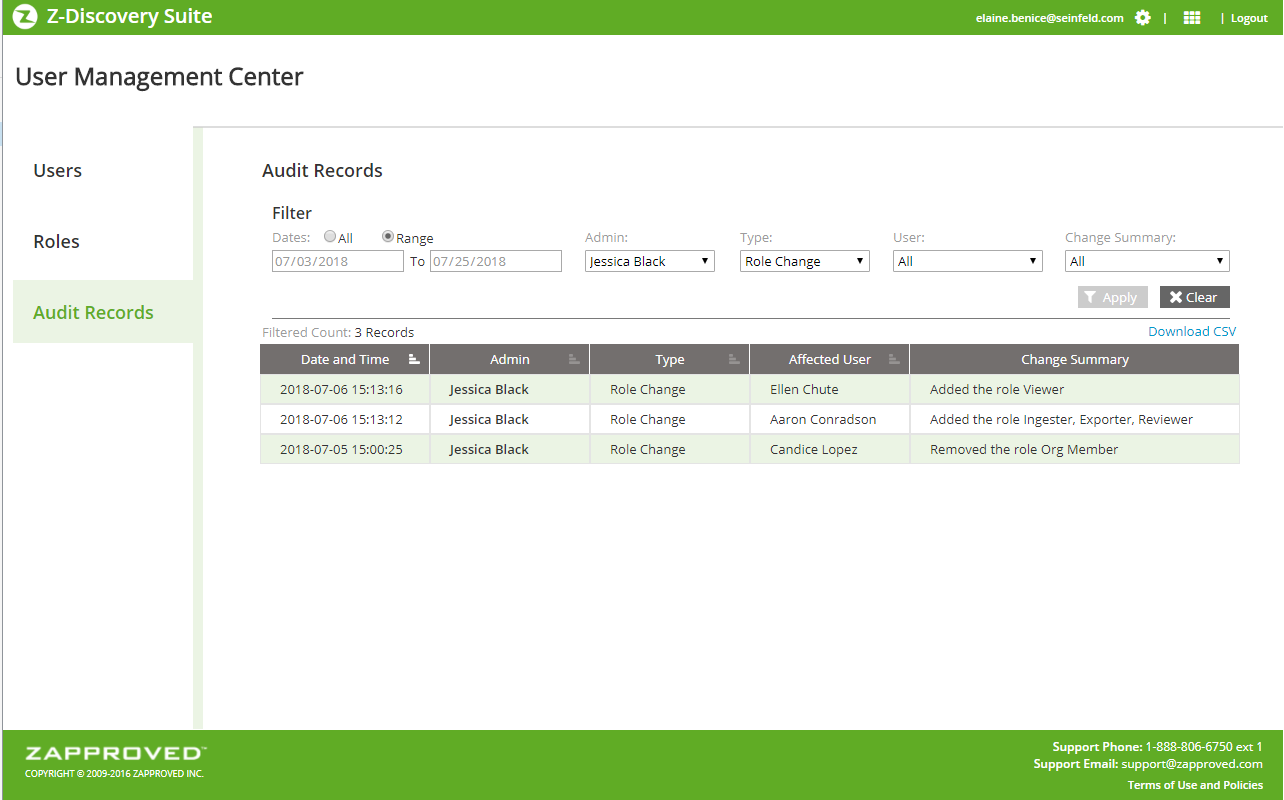 Z-Discovery Suite elaine.benice@seinfeld.com | | Logout
User Management Center
Users
Roles
Audit Records
Audit Records
Filter
Dates: All Range Admin: Type: User: Change Summary:
07/03/2018 To 07/25/2018 Jessica Black Role Change All All
Apply Clear
Filtered Count: 3 Records Download CSV
Date and Time Admin Type Affected User Change Summary
2018-07-06 15:13:16 Jessica Black Role Change Ellen Chute Added the role Viewer
2018-07-06 15:13:12 Jessica Black Role Change Aaron Conradson Added the role Ingester, Exporter, Reviewer
2018-07-05 15:00:25 Jessica Black Role Change Candice Lopez Removed the role Org Member
ZAPPROVED™
COPYRIGHT © 2009-2016 ZAPPROVED INC.
Support Phone: 1-888-806-6750 ext 1
Support Email: support@zapproved.com
Terms of Use and Policies